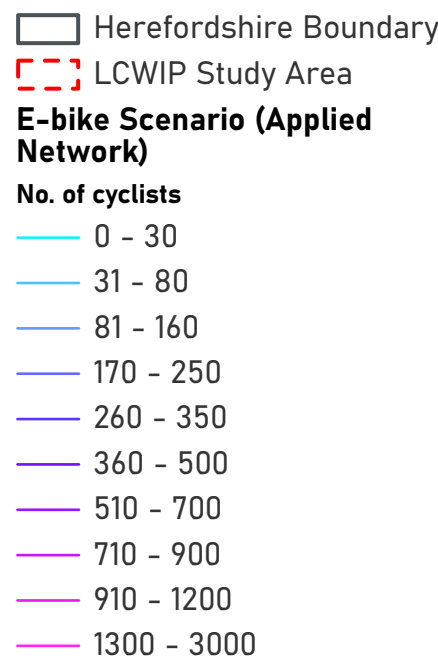 Herefordshire Boundary
LCWIP Study Area
E-bike Scenario (Applied
Network)
No. of cyclists
0 - 30
31 - 80
81 - 160
170 - 250
260 - 350
360 - 500
510 - 700
710 - 900
910 - 1200
1300 - 3000